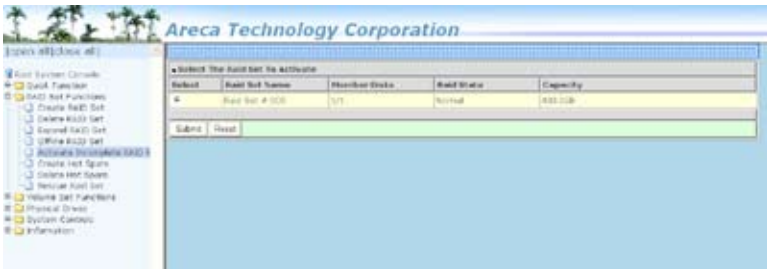 Areca Technology Corporation
[open all|close all]
Raid System Console
Quick Function
RAID Set Functions
Create RAID Set
Delete RAID Set
Expand RAID Set
Offline RAID Set
Activate Incomplete RAID
Create Hot Spare
Delete Hot Spare
Rescue Raid Set
Volume Set Functions
Physical Drives
System Controls
Information
Select The Raid Set To Activate
Select Raid Set Name Member Disks Raid State Capacity
Raid Set # 000 1/1 Normal
Submit Reset